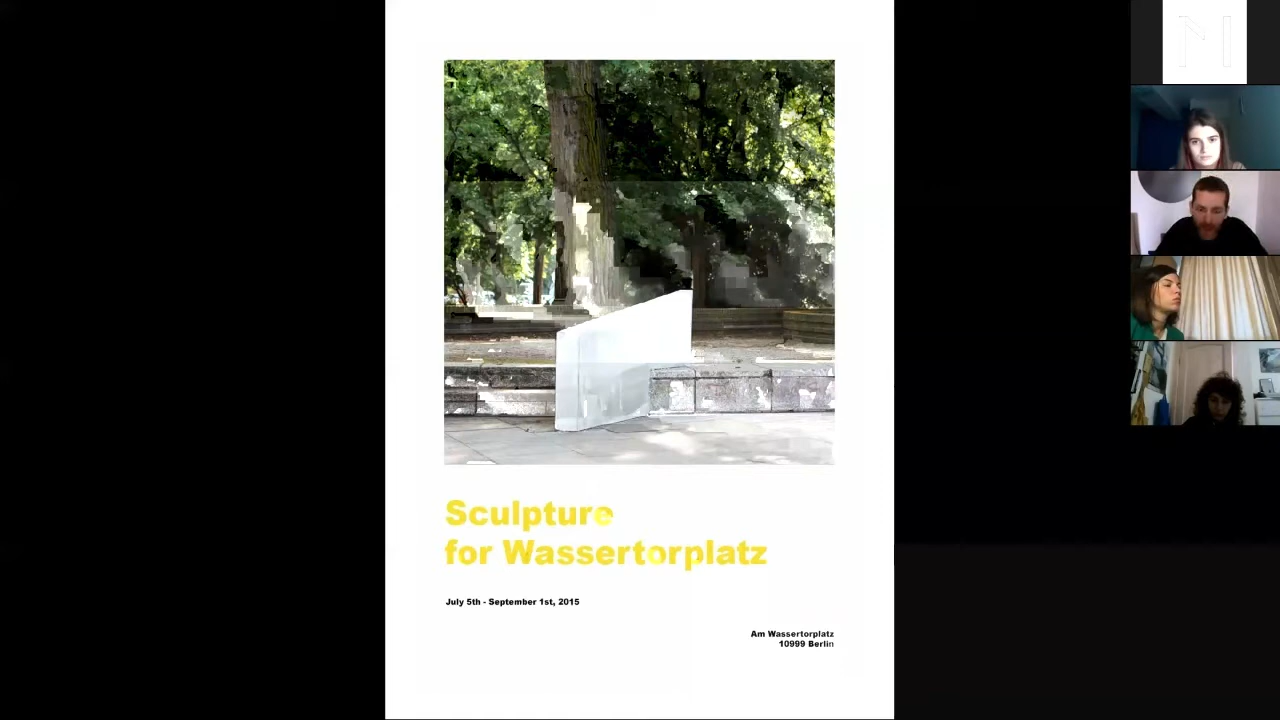 Sculpture
for Wassertorplatz
July 5th - September 1st, 2015
Am Wassertorplatz
10999 Berlin
N